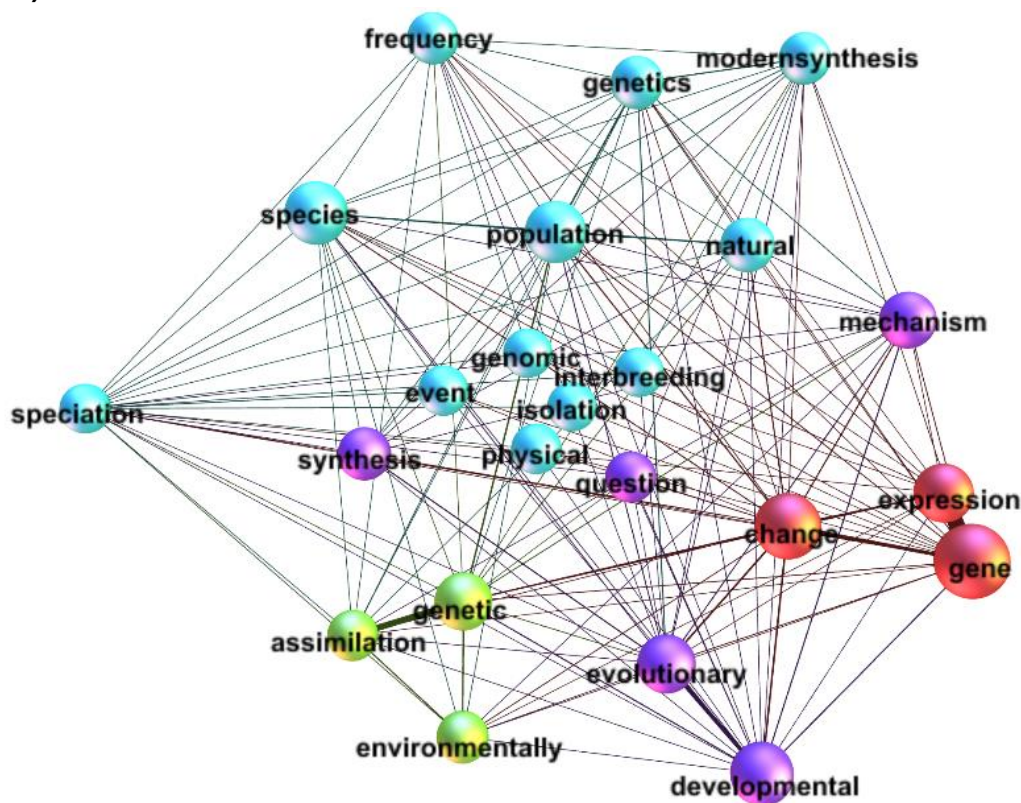 frequency
modernsynthesis
genetics
species
population
natural
mechanism
genomic
interbreeding
event
isolation
speciation
synthesis
physical
question
expression
change
gene
genetic
assimilation
evolutionary
environmentally
developmental